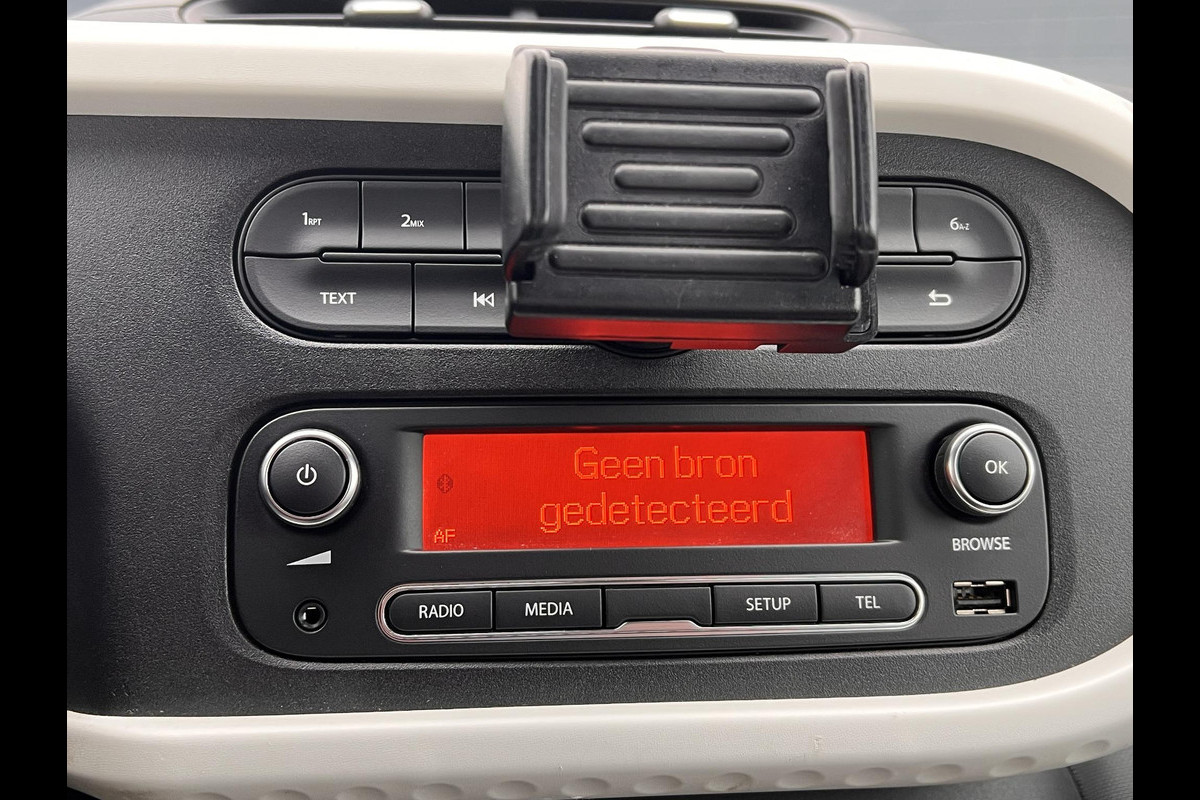 1RPT
2MIX
6A-Z
TEXT
Geen bron
gedetecteerd
AF
OK
BROWSE
RADIO
MEDIA
SETUP
TEL